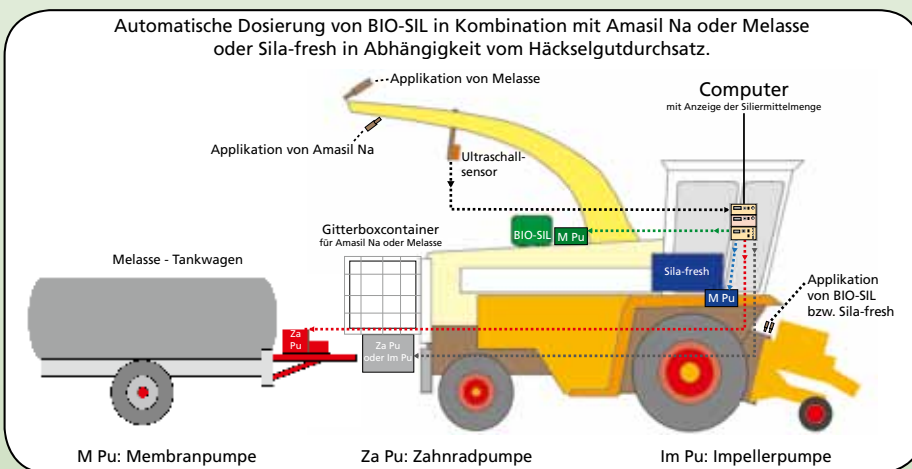 Automatische Dosierung von BIO-SIL in Kombination mit Amasil Na oder Melasse
oder Sila-fresh in Abhängigkeit vom Häckselgutdurchsatz.
Applikation von Melasse
Computer
mit Anzeige der Siliermittelmenge
Applikation von Amasil Na
Ultraschall-
sensor
Gitterboxcontainer
für Amasil Na oder Melasse
BIO-SIL
M Pu
Melasse - Tankwagen
Sila-fresh
M Pu
Applikation
von BIO-SIL
bzw. Sila-fresh
Za
Pu
Za Pu
oder Im Pu
M Pu: Membranpumpe
Za Pu: Zahnradpumpe
Im Pu: Impellerpumpe